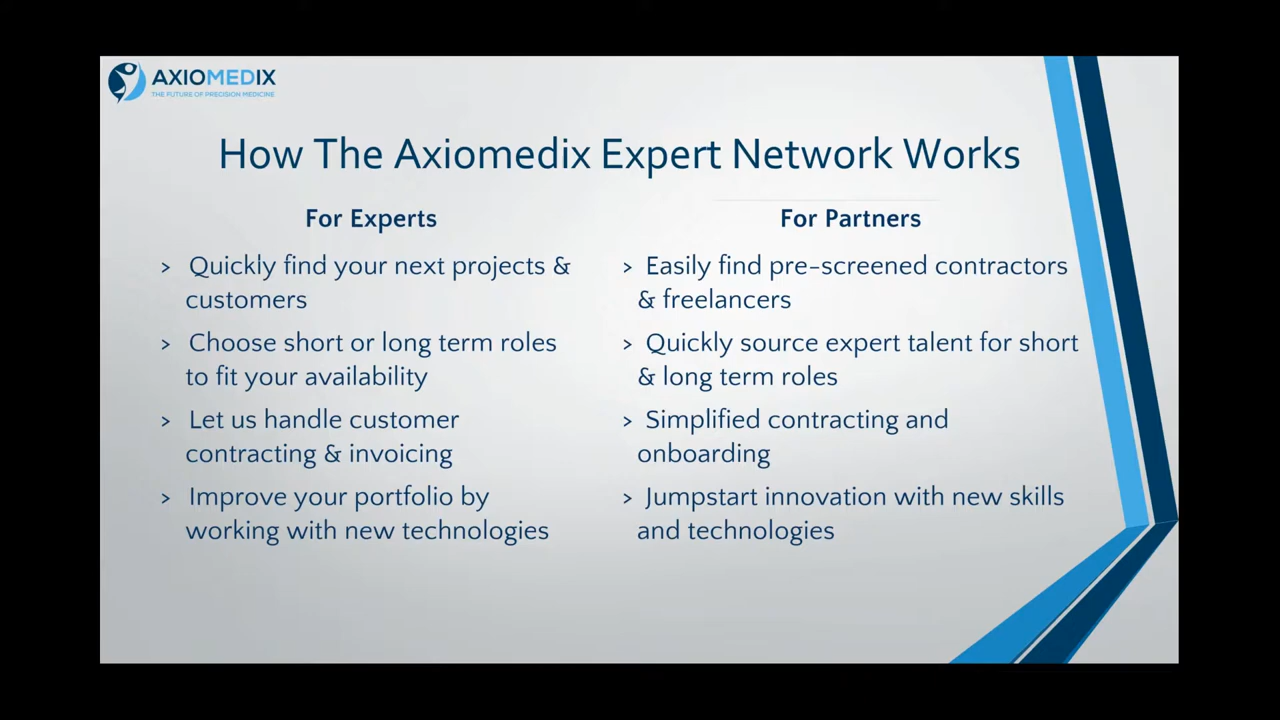 AXIOMEDIX
THE FUTURE OF PRECISION MEDICINE
How The Axiomedix Expert Network Works
For Experts
> Quickly find your next projects &
customers
> Choose short or long term roles
to fit your availability
> Let us handle customer
contracting & invoicing
> Improve your portfolio by
working with new technologies
For Partners
> Easily find pre-screened contractors
& freelancers
> Quickly source expert talent for short
& long term roles
> Simplified contracting and
onboarding
> Jumpstart innovation with new skills
and technologies